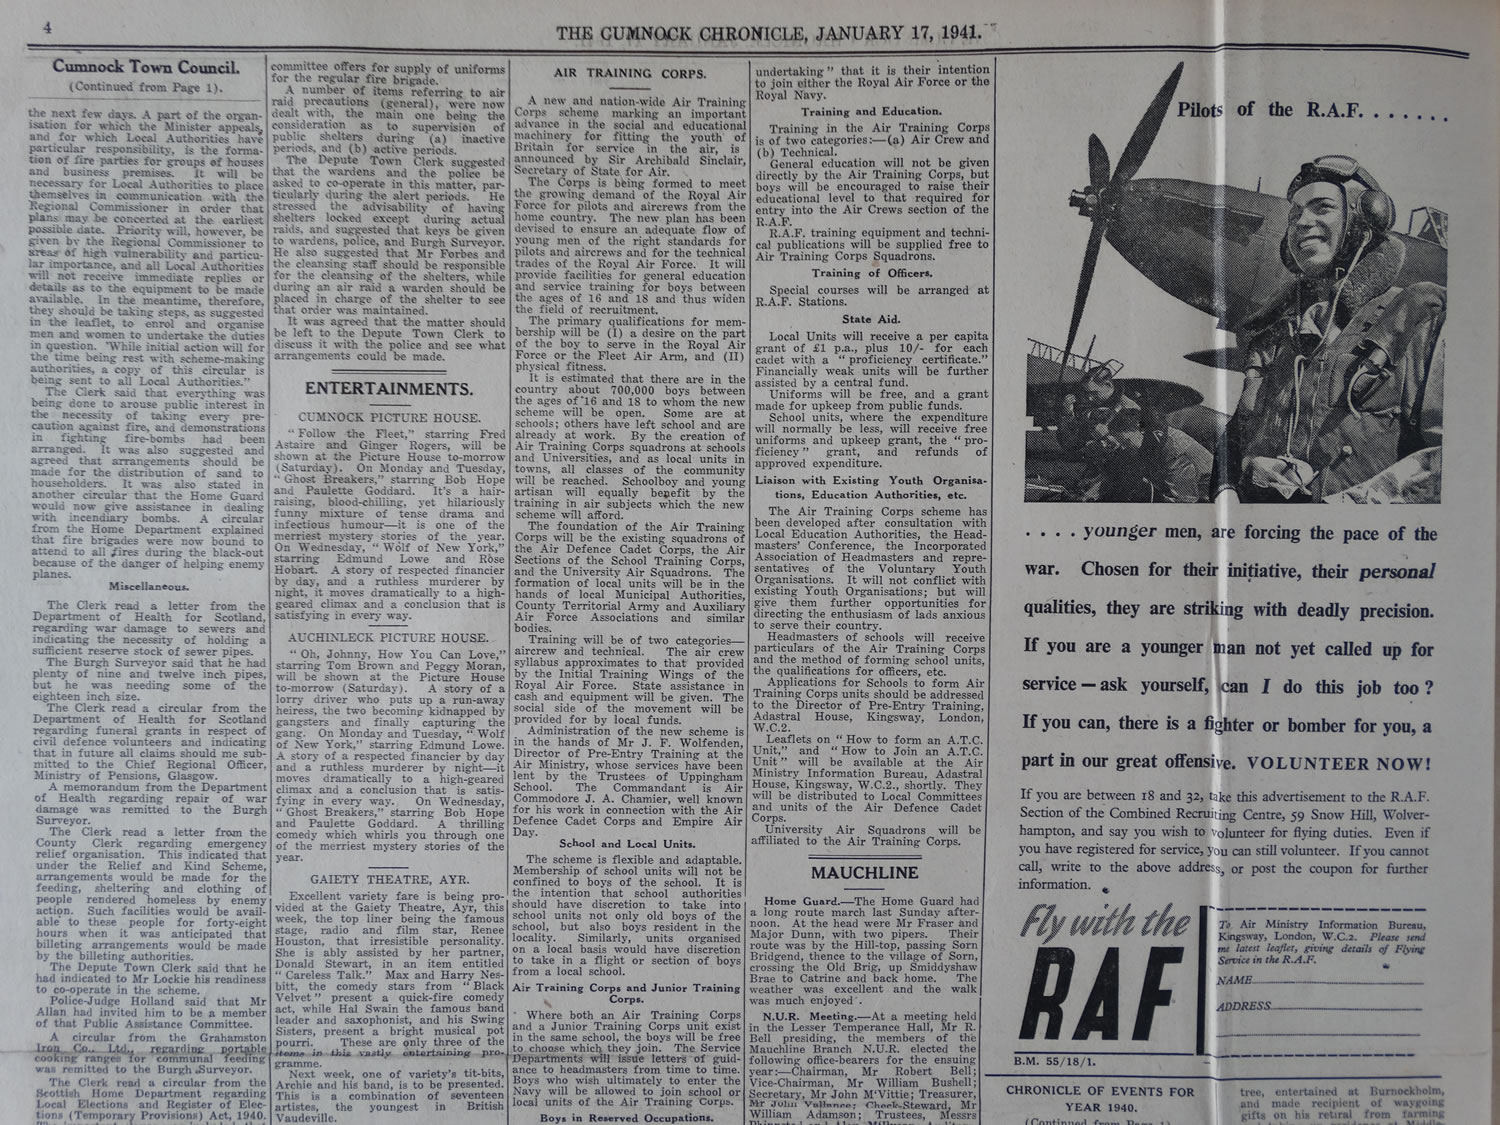 4
THE CUMNOCK CHRONICLE, JANUARY 17, 1941.
Cumnock Town Council.
(Continued from Page 1).
the next few days. A part of the organ-
isation for which the Minister appeals,
and for which Local Authorities have
particular responsibility, is the forma-
tion of fire parties for groups of houses
and business premises. It will be
necessary for Local Authorities to place
themselves in communication with the
Regional Commissioner in order that
plans may be concerted at the earliest
possible date. Priority will, however, be
given by the Regional Commissioner to
areas of high vulnerability and particu-
lar importance, and all Local Authorities
will not receive immediate replies or
details as to the equipment to be made
available. In the meantime, therefore,
they should be taking steps, as suggested
in the leaflet, to enrol and organise
men and women to undertake the duties
in question. While initial action will for
the time being rest with scheme-making
authorities, a copy of this circular is
being sent to all Local Authorities."
The Clerk said that everything was
being done to arouse public interest in
the necessity of taking every pre-
caution against fire, and demonstrations
in fighting fire-bombs had been
arranged. It was also suggested and
agreed that arrangements should be
made for the distribution of sand to
householders. It was also stated in
another circular that the Home Guard
would now give assistance in dealing
with incendiary bombs. A circular
from the Home Department explained
that fire brigades were now bound to
attend to all fires during the black-out
because of the danger of helping enemy
planes.
Miscellaneous.
The Clerk read a letter from the
Department of Health for Scotland,
regarding war damage to sewers and
indicating the necessity of holding a
sufficient reserve stock of sewer pipes.
The Burgh Surveyor said that he had
plenty of nine and twelve inch pipes,
but he was needing some of the
eighteen inch size.
The Clerk read a circular from the
Department of Health for Scotland
regarding funeral grants in respect of
civil defence volunteers and indicating
that in future all claims should me sub-
mitted to the Chief Regional Officer,
Ministry of Pensions, Glasgow.
A memorandum from the Department
of Health regarding repair of war
damage was remitted to the Burgh
Surveyor.
The Clerk read a letter from the
County Clerk regarding emergency
relief organisation. This indicated that
under the Relief and Kind Scheme,
arrangements would be made for the
feeding, sheltering and clothing of
people rendered homeless by enemy
action. Such facilities would be avail-
able to these people for forty-eight
hours when it was anticipated that
billeting arrangements would be made
by the billeting authorities.
The Depute Town Clerk said that he
had indicated to Mr Lockie his readiness
to co-operate in the scheme.
Police-Judge Holland said that Mr
Allan had invited him to be a member
of that Public Assistance Committee.
A circular from the Grahamston
Iron Co., Ltd., regarding portable
cooking ranges for communal feeding
was remitted to the Burgh Surveyor.
The Clerk read a circular from the
Scottish Home Department regarding
Local Elections and Register of Elec-
tions (Temporary Provisions) Act, 1940.
committee offers for supply of uniforms
for the regular fire brigade.
A number of items referring to air
raid precautions (general), were now
dealt with, the main one being the
consideration as to supervision of
public shelters during (a) inactive
periods, and (b) active periods.
The Depute Town Clerk suggested
that the wardens and the police be
asked to co-operate in this matter, par-
ticularly during the alert periods. He
stressed the advisability of having
shelters locked except during actual
raids, and suggested that keys be given
to wardens, police, and Burgh Surveyor.
He also suggested that Mr Forbes and
the cleansing staff should be responsible
for the cleansing of the shelters, while
during an air raid a warden should be
placed in charge of the shelter to see
that order was maintained.
It was agreed that the matter should
be left to the Depute Town Clerk to
discuss it with the police and see what
arrangements could be made.
ENTERTAINMENTS.
CUMNOCK PICTURE HOUSE.
"Follow the Fleet," starring Fred
Astaire and Ginger Rogers, will be
shown at the Picture House to-morrow
(Saturday). On Monday and Tuesday,
"Ghost Breakers," starring Bob Hope
and Paulette Goddard. It's a hair-
raising, blood-chilling, yet hilariously
funny mixture of tense drama and
infectious humour—it is one of the
merriest mystery stories of the year.
On Wednesday, "Wolf of New York,"
starring Edmund Lowe and Rose
Hobart. A story of respected financier
by day, and a ruthless murderer by
night, it moves dramatically to a high-
geared climax and a conclusion that is
satisfying in every way.
AUCHINLECK PICTURE HOUSE.
"Oh, Johnny, How You Can Love,"
starring Tom Brown and Peggy Moran,
will be shown at the Picture House
to-morrow (Saturday). A story of a
lorry driver who puts up a run-away
heiress, the two becoming kidnapped by
gangsters and finally capturing the
gang. On Monday and Tuesday, "Wolf
of New York," starring Edmund Lowe.
A story of a respected financier by day
and a ruthless murderer by night—it
moves dramatically to a high-geared
climax and a conclusion that is satis-
fying in every way. On Wednesday,
"Ghost Breakers," starring Bob Hope
and Paulette Goddard. A thrilling
comedy which whirls you through one
of the merriest mystery stories of the
year.
GAIETY THEATRE, AYR.
Excellent variety fare is being pro-
vided at the Gaiety Theatre, Ayr, this
week, the top liner being the famous
stage, radio and film star, Renee
Houston, that irresistible personality.
She is ably assisted by her partner,
Donald Stewart, in an item entitled
"Careless Talk." Max and Harry Nes-
bitt, the comedy stars from "Black
Velvet" present a quick-fire comedy
act, while Hal Swain the famous band
leader and saxophonist, and his Swing
Sisters, present a bright musical pot
pourri. These are only three of the
items in this vastly entertaining pro-
gramme.
Next week, one of variety's tit-bits,
Archie and his band, is to be presented.
This is a combination of seventeen
artistes, the youngest in British
Vaudeville.
AIR TRAINING CORPS.
A new and nation-wide Air Training
Corps scheme marking an important
advance in the social and educational
machinery for fitting the youth of
Britain for service in the air, is
announced by Sir Archibald Sinclair,
Secretary of State for Air.
The Corps is being formed to meet
the growing demand of the Royal Air
Force for pilots and aircrews from the
home country. The new plan has been
devised to ensure an adequate flow of
young men of the right standards for
pilots and aircrews and for the technical
trades of the Royal Air Force. It will
provide facilities for general education
and service training for boys between
the ages of 16 and 18 and thus widen
the field of recruitment.
The primary qualifications for mem-
bership will be (I) a desire on the part
of the boy to serve in the Royal Air
Force or the Fleet Air Arm, and (II)
physical fitness.
It is estimated that there are in the
country about 700,000 boys between
the ages of 16 and 18 to whom the new
scheme will be open. Some are at
schools; others have left school and are
already at work. By the creation of
Air Training Corps squadrons at schools
and Universities, and as local units in
towns, all classes of the community
will be reached. Schoolboy and young
artisan will equally benefit by the
training in air subjects which the new
scheme will afford.
The foundation of the Air Training
Corps will be the existing squadrons of
the Air Defence Cadet Corps, the Air
Sections of the School Training Corps,
and the University Air Squadrons. The
formation of local units will be in the
hands of local Municipal Authorities,
County Territorial Army and Auxiliary
Air Force Associations and similar
bodies.
Training will be of two categories—
aircrew and technical. The air crew
syllabus approximates to that provided
by the Initial Training Wings of the
Royal Air Force. State assistance in
cash and equipment will be given. The
social side of the movement will be
provided for by local funds.
Administration of the new scheme is
in the hands of Mr J. F. Wolfenden,
Director of Pre-Entry Training at the
Air Ministry, whose services have been
lent by the Trustees of Uppingham
School. The Commandant is Air
Commodore J. A. Chamier, well known
for his work in connection with the Air
Defence Cadet Corps and Empire Air
Day.
School and Local Units.
The scheme is flexible and adaptable.
Membership of school units will not be
confined to boys of the school. It is
the intention that school authorities
should have discretion to take into
school units not only old boys of the
school, but also boys resident in the
locality. Similarly, units organised
on a local basis would have discretion
to take in a flight or section of boys
from a local school.
Air Training Corps and Junior Training
Corps.
Where both an Air Training Corps
and a Junior Training Corps unit exist
in the same school, the boys will be free
to choose which they join. The Service
Departments will issue letters of guid-
ance to headmasters from time to time.
Boys who wish ultimately to enter the
Navy will be allowed to join school or
local units of the Air Training Corps.
Boys in Reserved Occupations.
undertaking" that it is their intention
to join either the Royal Air Force or the
Royal Navy.
Training and Education.
Training in the Air Training Corps
is of two categories:—(a) Air Crew and
(b) Technical.
General education will not be given
directly by the Air Training Corps, but
boys will be encouraged to raise their
educational level to that required for
entry into the Air Crews section of the
R.A.F.
R.A.F. training equipment and techni-
cal publications will be supplied free to
Air Training Corps Squadrons.
Training of Officers.
Special courses will be arranged at
R.A.F. Stations.
State Aid.
Local Units will receive a per capita
grant of £1 p.a., plus 10/- for each
cadet with a "proficiency certificate."
Financially weak units will be further
assisted by a central fund.
Uniforms will be free, and a grant
made for upkeep from public funds.
School units, where the expenditure
will normally be less, will receive free
uniforms and upkeep grant, the "pro-
ficiency" grant, and refunds of
approved expenditure.
Liaison with Existing Youth Organisa-
tions, Education Authorities, etc.
The Air Training Corps scheme has
been developed after consultation with
Local Education Authorities, the Head-
masters' Conference, the Incorporated
Association of Headmasters and repre-
sentatives of the Voluntary Youth
Organisations. It will not conflict with
existing Youth Organisations; but will
give them further opportunities for
directing the enthusiasm of lads anxious
to serve their country.
Headmasters of schools will receive
particulars of the Air Training Corps
and the method of forming school units,
the qualifications for officers, etc.
Applications for Schools to form Air
Training Corps units should be addressed
to the Director of Pre-Entry Training,
Adastral House, Kingsway, London,
W.C.2.
Leaflets on "How to form an A.T.C.
Unit," and "How to Join an A.T.C.
Unit" will be available at the Air
Ministry Information Bureau, Adastral
House, Kingsway, W.C.2., shortly. They
will be distributed to Local Committees
and units of the Air Defence Cadet
Corps.
University Air Squadrons will be
affiliated to the Air Training Corps.
MAUCHLINE
Home Guard.—The Home Guard had
a long route march last Sunday after-
noon. At the head were Mr Fraser and
Major Dunn, with two pipers. Their
route was by the Hill-top, passing Sorn
Bridgend, thence to the village of Sorn,
crossing the Old Brig, up Smiddyshaw
Brae to Catrine and back home. The
weather was excellent and the walk
was much enjoyed.
N.U.R. Meeting.—At a meeting held
in the Lesser Temperance Hall, Mr R.
Bell presiding, the members of the
Mauchline Branch N.U.R. elected the
following office-bearers for the ensuing
year:—Chairman, Mr Robert Bell;
Vice-Chairman, Mr William Bushell;
Secretary, Mr John M'Vittie; Treasurer,
Mr John Vallance; Check-Steward, Mr
William Adamson; Trustees, Messrs
Pilots of the R.A.F. . . . . . . .
. . . . younger men, are forcing the pace of the
war. Chosen for their initiative, their personal
qualities, they are striking with deadly precision.
If you are a younger man not yet called up for
service — ask yourself, can I do this job too ?
If you can, there is a fighter or bomber for you, a
part in our great offensive. VOLUNTEER NOW!
If you are between 18 and 32, take this advertisement to the R.A.F.
Section of the Combined Recruiting Centre, 59 Snow Hill, Wolver-
hampton, and say you wish to volunteer for flying duties. Even if
you have registered for service, you can still volunteer. If you cannot
call, write to the above address, or post the coupon for further
information.
Fly with the
RAF
B.M. 55/18/1.
To Air Ministry Information Bureau,
Kingsway, London, W.C.2. Please send
me latest leaflet, giving details of Flying
Service in the R.A.F.
NAME
ADDRESS
CHRONICLE OF EVENTS FOR
YEAR 1940.
(Continued from Page 1)
tree, entertained at Burnockholm,
and made recipient of waygoing
gifts on his retural from farming